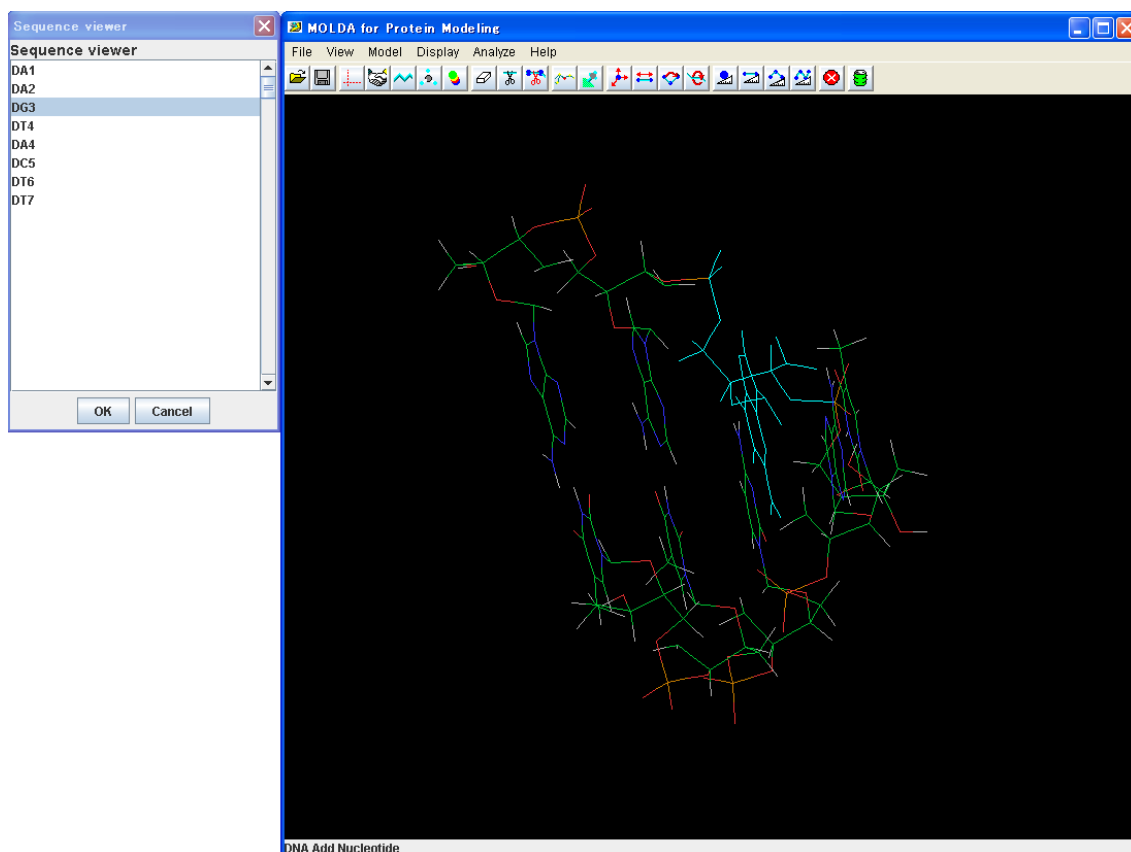 Sequence viewer
Sequence viewer
DA1
DA2
DG3
DT4
DA4
DC5
DT6
DT7
OK Cancel
MOLDA for Protein Modeling
File View Model Display Analyze Help
DNA Add Nucleotide